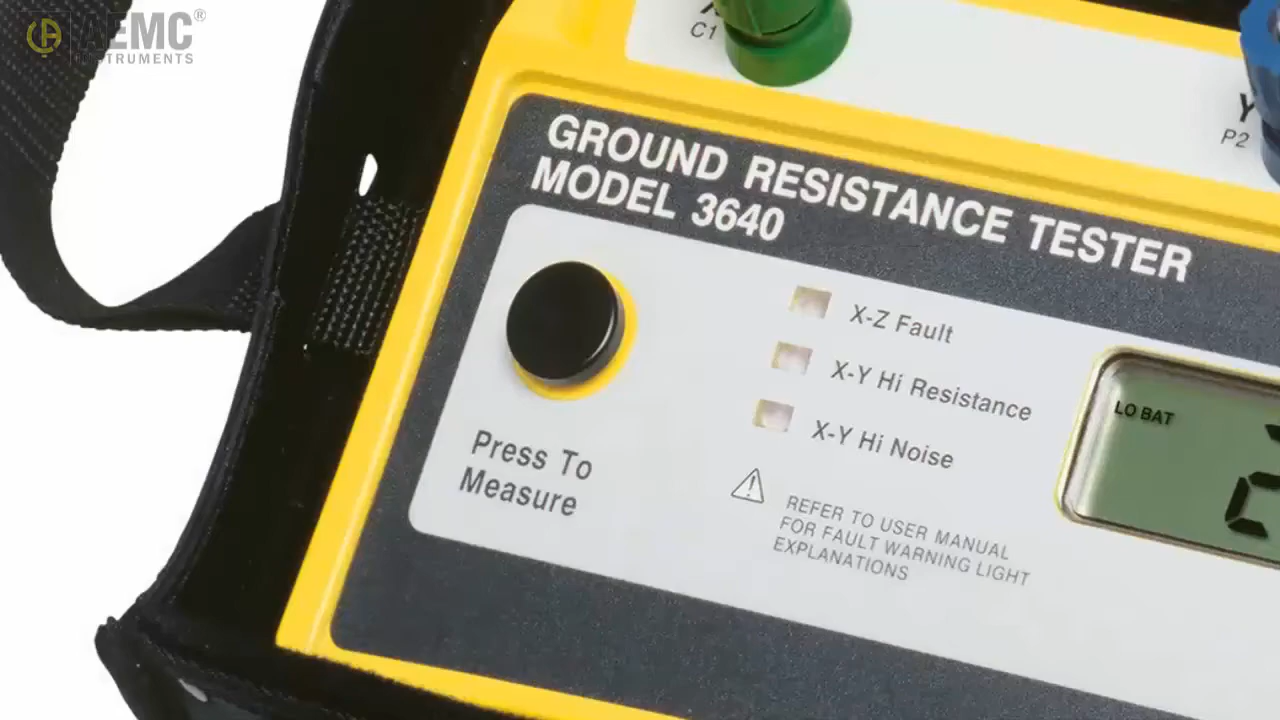 AEMC®
INSTRUMENTS
C1
Y
P2
GROUND RESISTANCE TESTER
MODEL 3640
X-Z Fault
X-Y Hi Resistance
X-Y Hi Noise
LO BAT
Press To
Measure
REFER TO USER MANUAL
FOR FAULT WARNING LIGHT
EXPLANATIONS